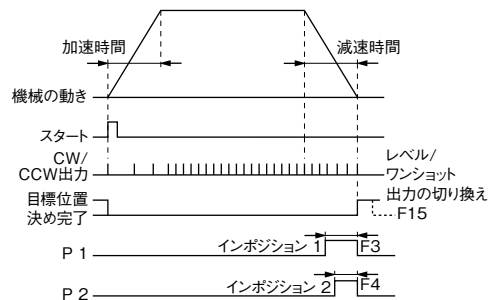 加速時間
減速時間
機械の動き
スタート
CW/
CCW出力
レベル/
ワンショット
出力の切り換え
目標位置
決め完了
F15
インポジション 1
F3
P 1
インポジション 2
F4
P 2